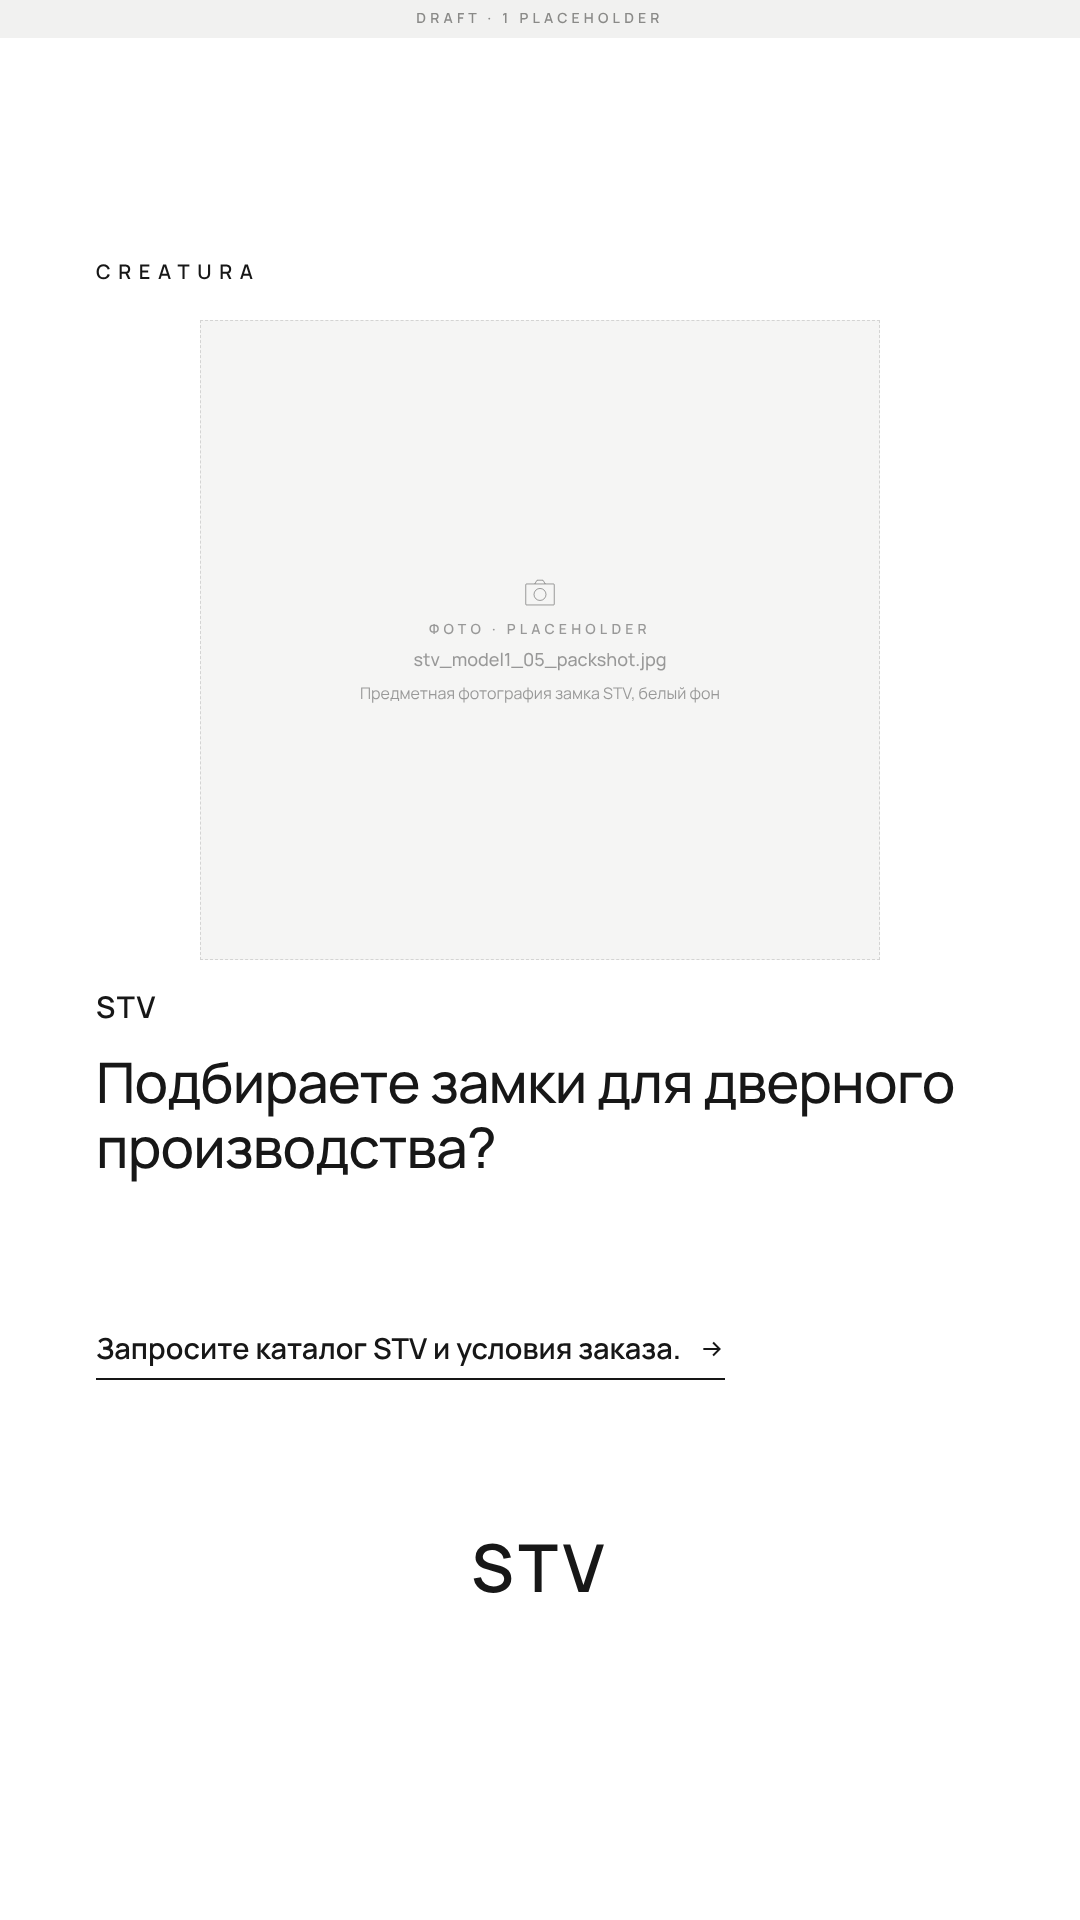 DRAFT · 1 PLACEHOLDER
CREATURA
ФОТО · PLACEHOLDER
stv_model1_05_packshot.jpg
Предметная фотография замка STV, белый фон
STV
Подбираете замки для дверного
производства?
Запросите каталог STV и условия заказа. →
STV